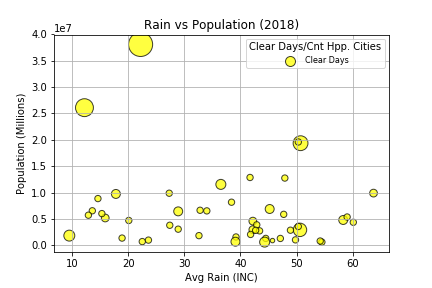 Rain vs Population (2018)
1e7
Clear Days/Cnt Hpp. Cities
Clear Days
4.0
3.5
3.0
2.5
2.0
1.5
1.0
0.5
0.0
Population (Millions)
10 20 30 40 50 60
Avg Rain (INC)